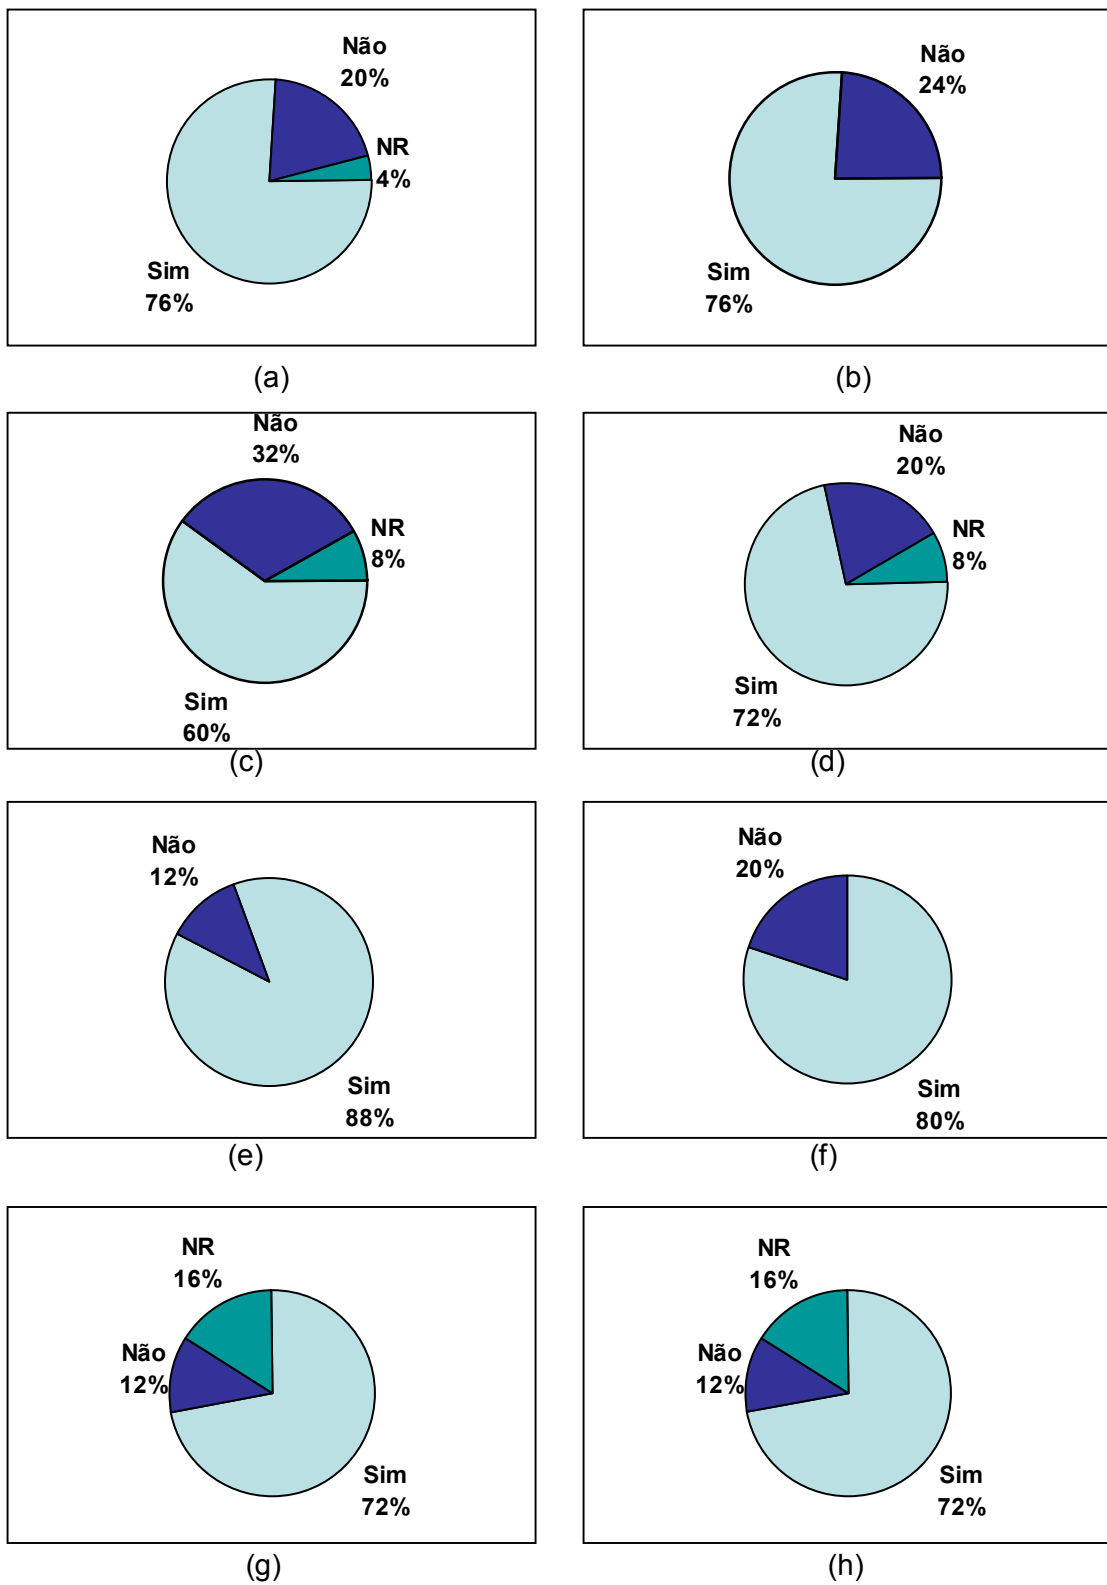 Não
20%
NR
4%
Sim
76%
(a)
Não
24%
Sim
76%
(b)
Não
32%
NR
8%
Sim
60%
(c)
Não
20%
NR
8%
Sim
72%
(d)
Não
12%
Sim
88%
(e)
Não
20%
Sim
80%
(f)
NR
16%
Não
12%
Sim
72%
(g)
NR
16%
Não
12%
Sim
72%
(h)